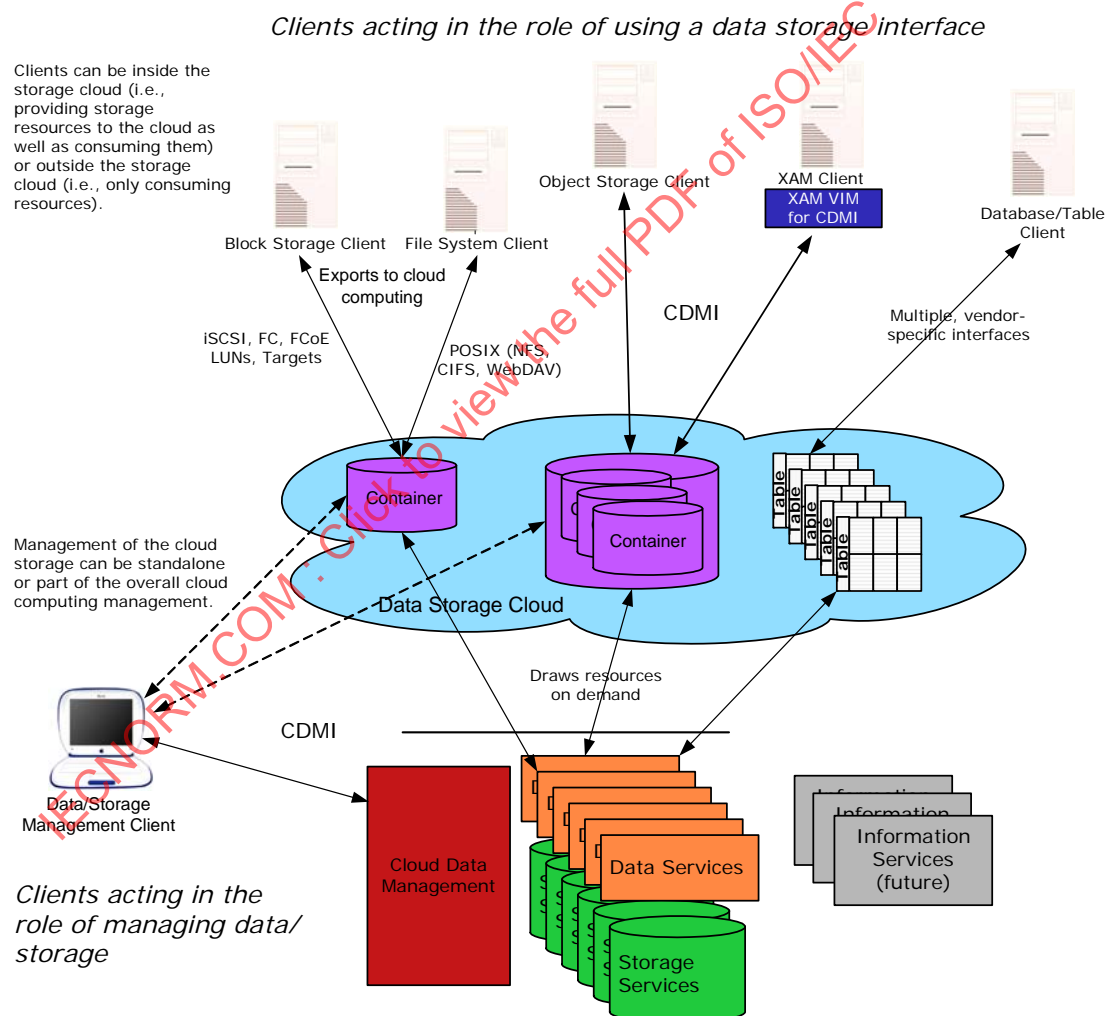 Clients acting in the role of using a data storage interface
Clients can be inside the
storage cloud (i.e.,
providing storage
resources to the cloud as
well as consuming them)
or outside the storage
cloud (i.e., only consuming
resources).
Block Storage Client
File System Client
Object Storage Client
XAM Client
XAM VIM
for CDMI
Database/Table
Client
Exports to cloud
computing
iSCSI, FC, FCoE
LUNs, Targets
POSIX (NFS,
CIFS, WebDAV)
CDMI
Multiple, vendor-
specific interfaces
Container
Container
Table
Table
Table
Table
Table
Data Storage Cloud
Management of the cloud
storage can be standalone
or part of the overall cloud
computing management.
Draws resources
on demand
CDMI
Data/Storage
Management Client
Clients acting in the
role of managing data/
storage
Cloud Data
Management
Data Services
Storage
Services
Information
Information
Information
Services
(future)
IECNORM.COM : Click to view the full PDF of ISO/IEC